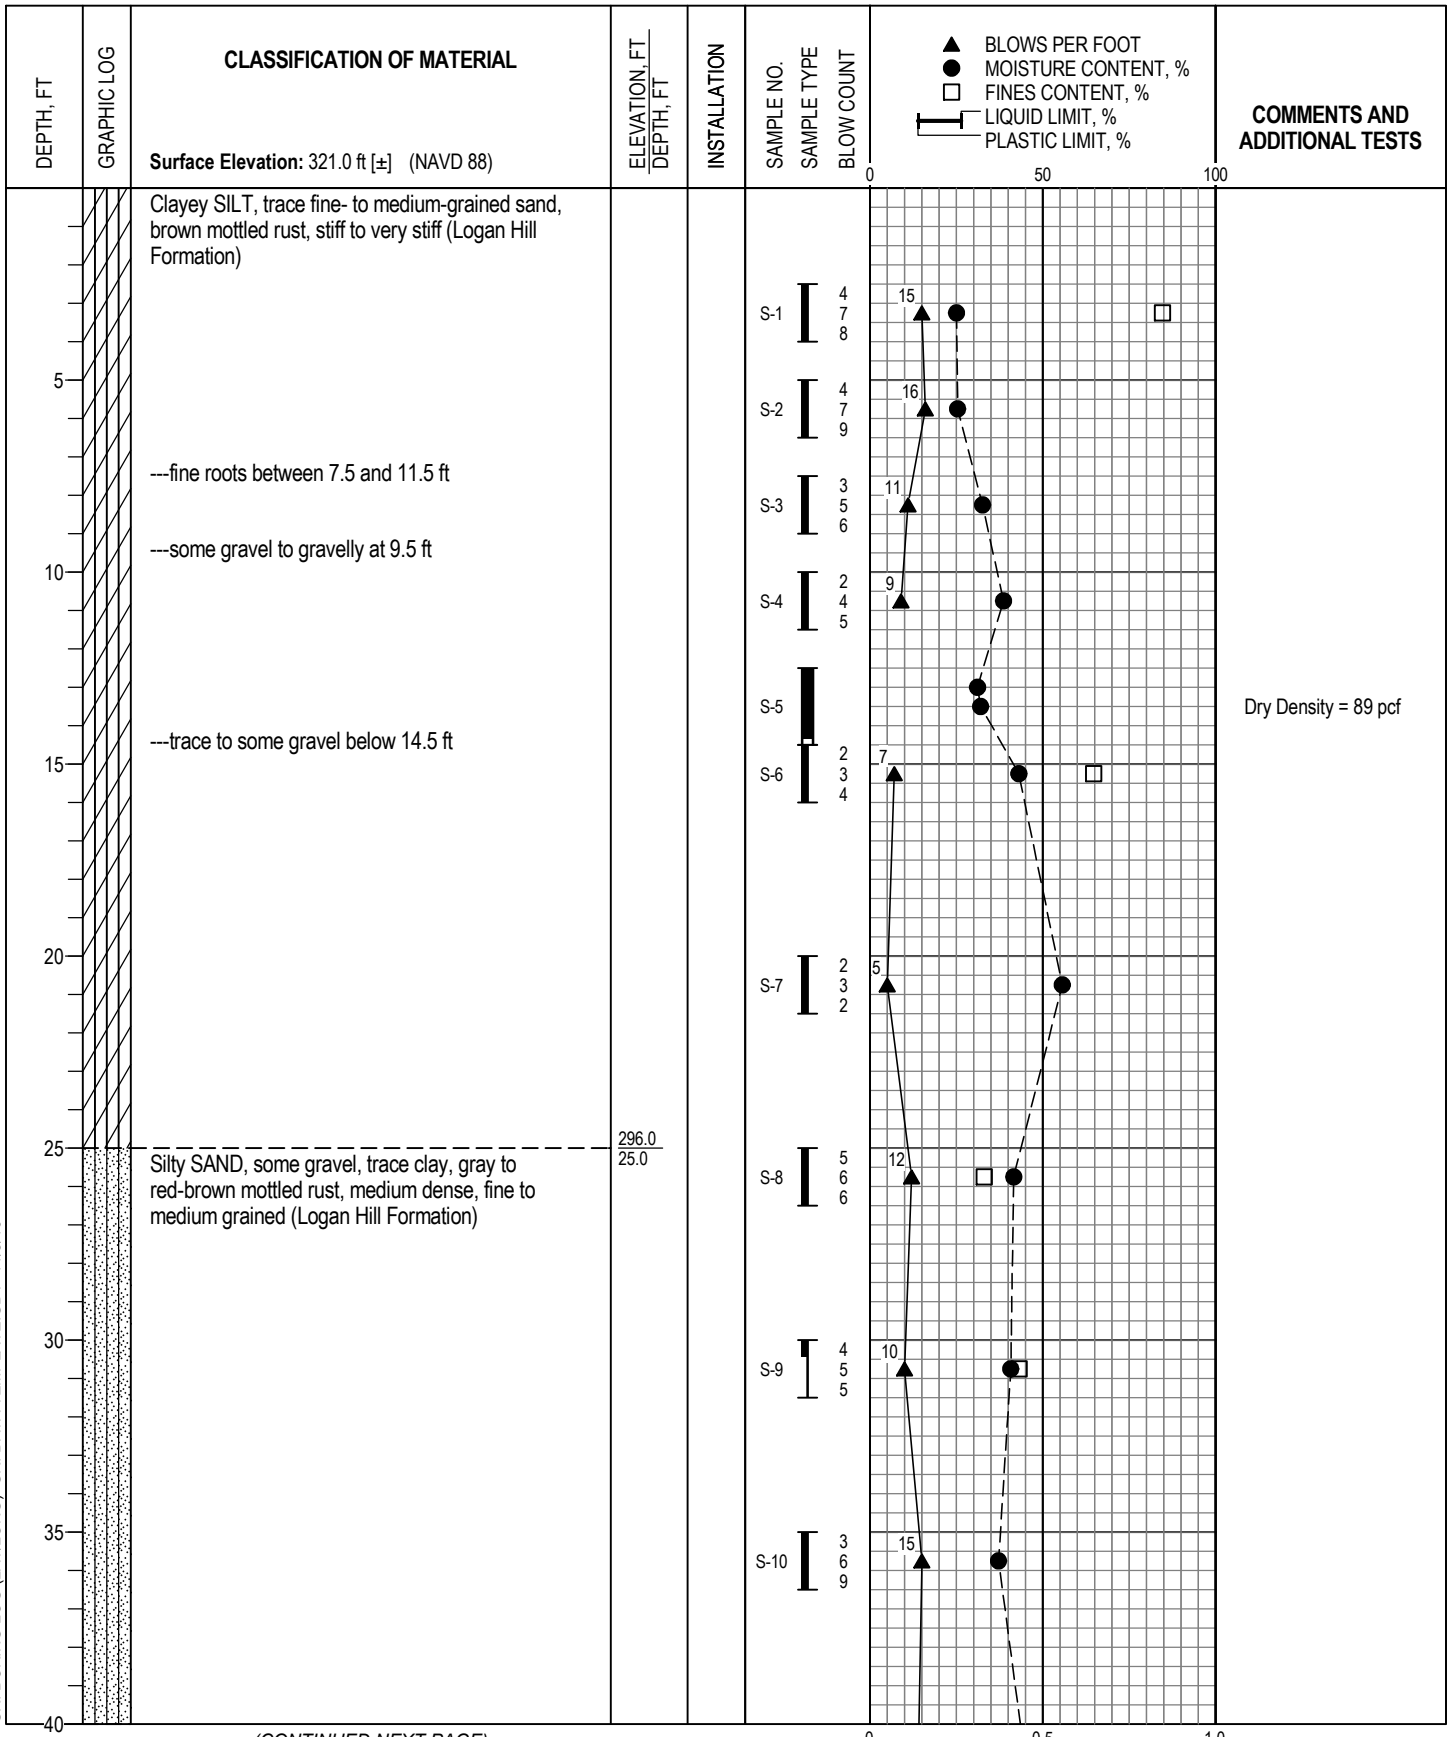 DEPTH, FT
GRAPHIC LOG
CLASSIFICATION OF MATERIAL
Surface Elevation: 321.0 ft [±] (NAVD 88)
ELEVATION, FT
DEPTH, FT
INSTALLATION
SAMPLE NO.
SAMPLE TYPE
BLOW COUNT
BLOWS PER FOOT
MOISTURE CONTENT, %
FINES CONTENT, %
LIQUID LIMIT, %
PLASTIC LIMIT, %
0 50 100
COMMENTS AND
ADDITIONAL TESTS
Clayey SILT, trace fine- to medium-grained sand,
brown mottled rust, stiff to very stiff (Logan Hill
Formation)
S-1
4
7
8
15
5
S-2
4
7
9
16
---fine roots between 7.5 and 11.5 ft
S-3
3
5
6
11
---some gravel to gravelly at 9.5 ft
10
S-4
2
4
5
9
S-5
Dry Density = 89 pcf
---trace to some gravel below 14.5 ft
15
S-6
2
3
4
7
20
S-7
2
3
2
5
25
296.0
25.0
Silty SAND, some gravel, trace clay, gray to
red-brown mottled rust, medium dense, fine to
medium grained (Logan Hill Formation)
S-8
5
6
6
12
30
S-9
4
5
5
10
35
S-10
3
6
9
15
40
(CONTINUED NEXT PAGE)
0 0.5 1.0